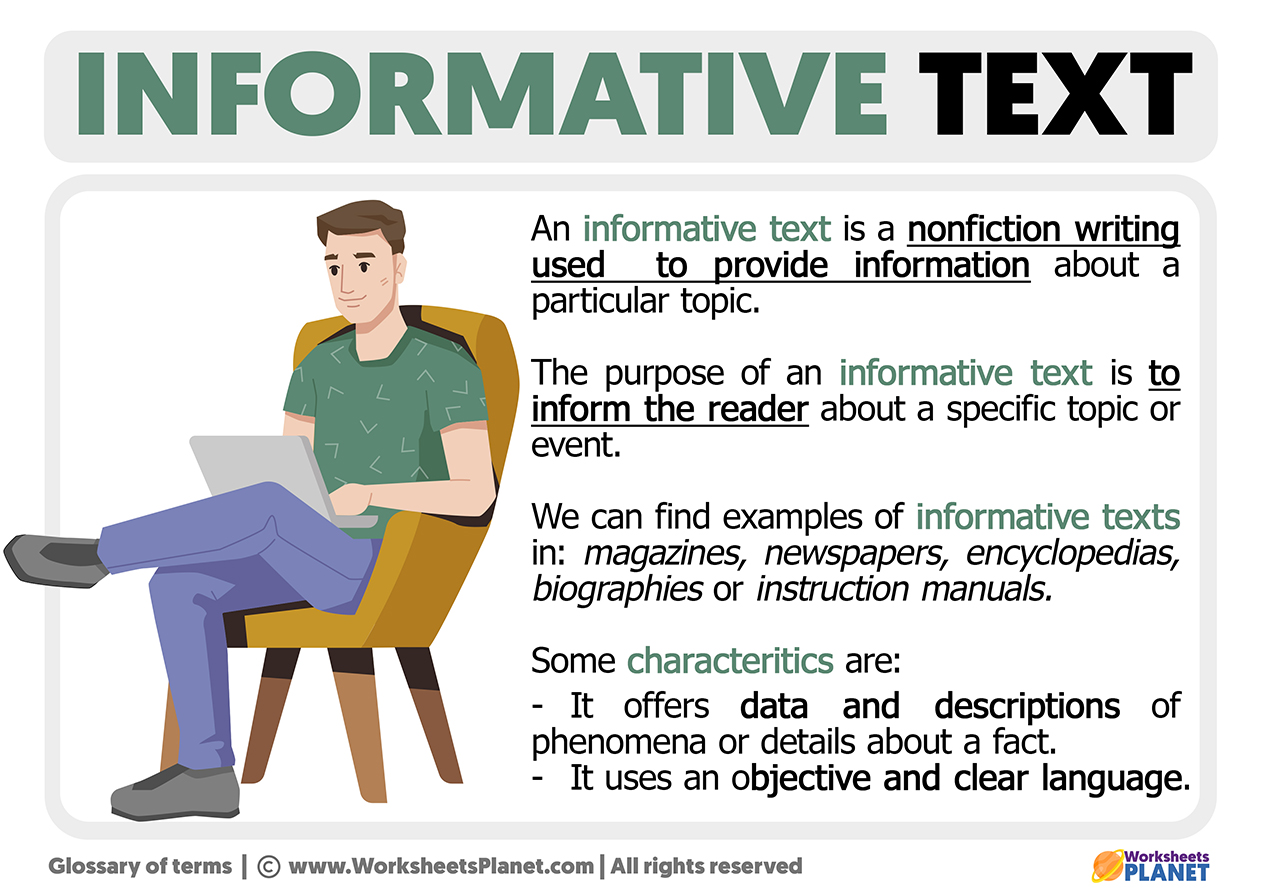 INFORMATIVE TEXT
An informative text is a nonfiction writing
used to provide information about a
particular topic.
The purpose of an informative text is to
inform the reader about a specific topic or
event.
We can find examples of informative texts
in: magazines, newspapers, encyclopedias,
biographies or instruction manuals.
Some characteritics are:
- It offers data and descriptions of
phenomena or details about a fact.
- It uses an objective and clear language.
Glossary of terms | © www.WorksheetsPlanet.com | All rights reserved
Worksheets
PLANET